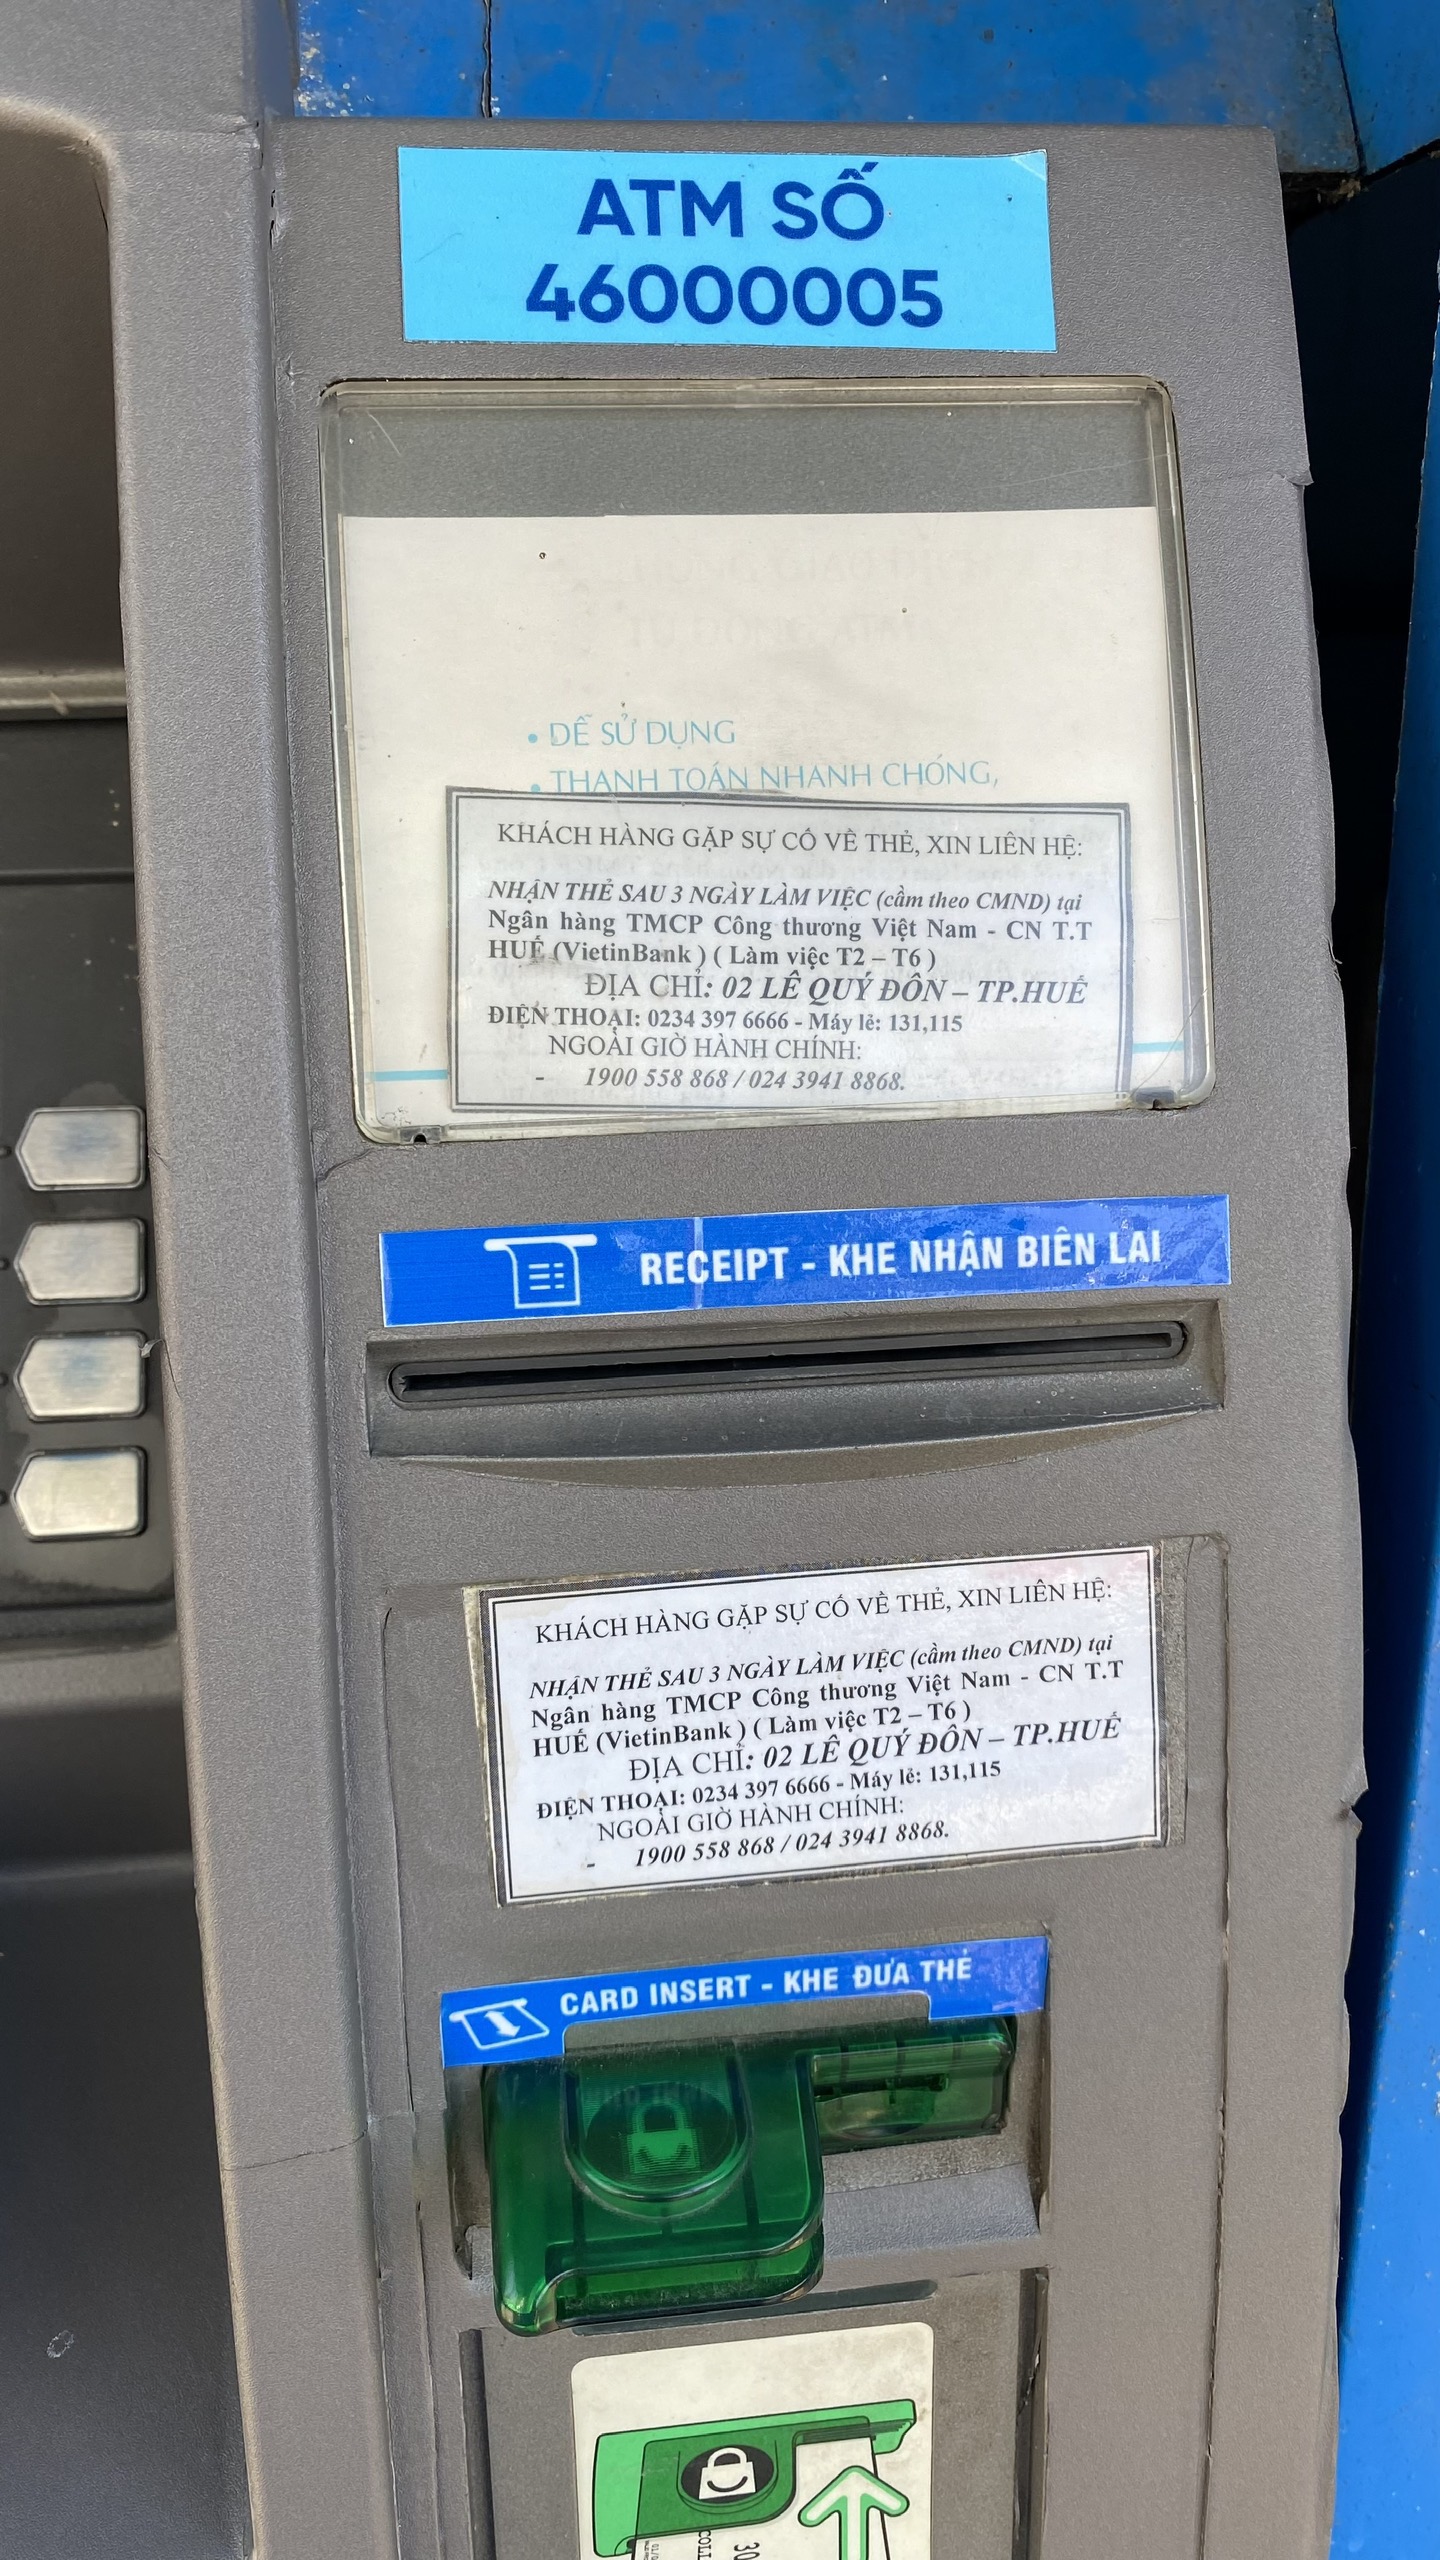 ATM SỐ
46000005
• DỄ SỬ DỤNG
• THANH TOÁN NHANH CHÓNG,
KHÁCH HÀNG GẶP SỰ CỐ VỀ THẺ, XIN LIÊN HỆ:
NHẬN THẺ SAU 3 NGÀY LÀM VIỆC (cầm theo CMND) tại
Ngân hàng TMCP Công thương Việt Nam - CN T.T
HUẾ (VietinBank ) ( Làm việc T2 – T6 )
ĐỊA CHỈ: 02 LÊ QUÝ ĐÔN – TP.HUẾ
ĐIỆN THOẠI: 0234 397 6666 - Máy lẻ: 131,115
NGOÀI GIỜ HÀNH CHÍNH:
- 1900 558 868 / 024 3941 8868.
RECEIPT - KHE NHẬN BIÊN LAI
KHÁCH HÀNG GẶP SỰ CỐ VỀ THẺ, XIN LIÊN HỆ:
NHẬN THẺ SAU 3 NGÀY LÀM VIỆC (cầm theo CMND) tại
Ngân hàng TMCP Công thương Việt Nam - CN T.T
HUẾ (VietinBank ) ( Làm việc T2 – T6 )
ĐỊA CHỈ: 02 LÊ QUÝ ĐÔN – TP.HUẾ
ĐIỆN THOẠI: 0234 397 6666 - Máy lẻ: 131,115
NGOÀI GIỜ HÀNH CHÍNH:
- 1900 558 868 / 024 3941 8868.
CARD INSERT - KHE ĐƯA THẺ